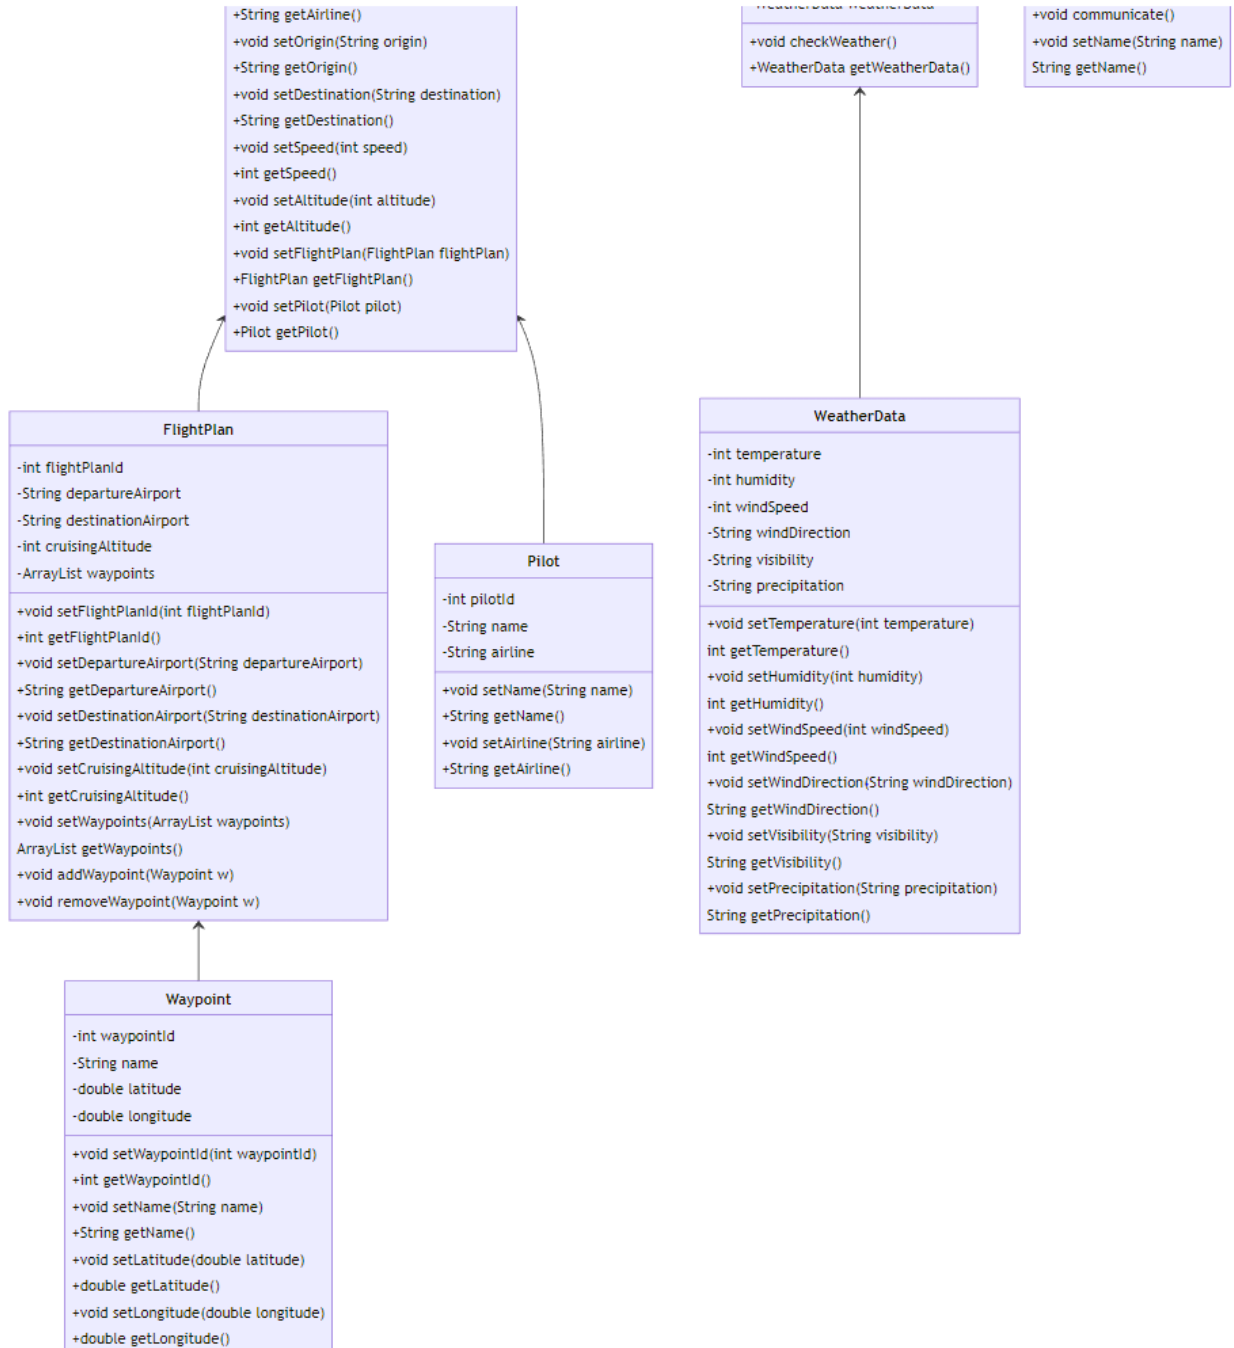 +String getAirline()
+void setOrigin(String origin)
+String getOrigin()
+void setDestination(String destination)
+String getDestination()
+void setSpeed(int speed)
+int getSpeed()
+void setAltitude(int altitude)
+int getAltitude()
+void setFlightPlan(FlightPlan flightPlan)
+FlightPlan getFlightPlan()
+void setPilot(Pilot pilot)
+Pilot getPilot()
WeatherData weatherData
+void checkWeather()
+WeatherData getWeatherData()
+void communicate()
+void setName(String name)
String getName()
FlightPlan
-int flightPlanId
-String departureAirport
-String destinationAirport
-int cruisingAltitude
-ArrayList waypoints
+void setFlightPlanId(int flightPlanId)
+int getFlightPlanId()
+void setDepartureAirport(String departureAirport)
+String getDepartureAirport()
+void setDestinationAirport(String destinationAirport)
+String getDestinationAirport()
+void setCruisingAltitude(int cruisingAltitude)
+int getCruisingAltitude()
+void setWaypoints(ArrayList waypoints)
ArrayList getWaypoints()
+void addWaypoint(Waypoint w)
+void removeWaypoint(Waypoint w)
Pilot
-int pilotId
-String name
-String airline
+void setName(String name)
+String getName()
+void setAirline(String airline)
+String getAirline()
WeatherData
-int temperature
-int humidity
-int windSpeed
-String windDirection
-String visibility
-String precipitation
+void setTemperature(int temperature)
int getTemperature()
+void setHumidity(int humidity)
int getHumidity()
+void setWindSpeed(int windSpeed)
int getWindSpeed()
+void setWindDirection(String windDirection)
String getWindDirection()
+void setVisibility(String visibility)
String getVisibility()
+void setPrecipitation(String precipitation)
String getPrecipitation()
Waypoint
-int waypointId
-String name
-double latitude
-double longitude
+void setWaypointId(int waypointId)
+int getWaypointId()
+void setName(String name)
+String getName()
+void setLatitude(double latitude)
+double getLatitude()
+void setLongitude(double longitude)
+double getLongitude()